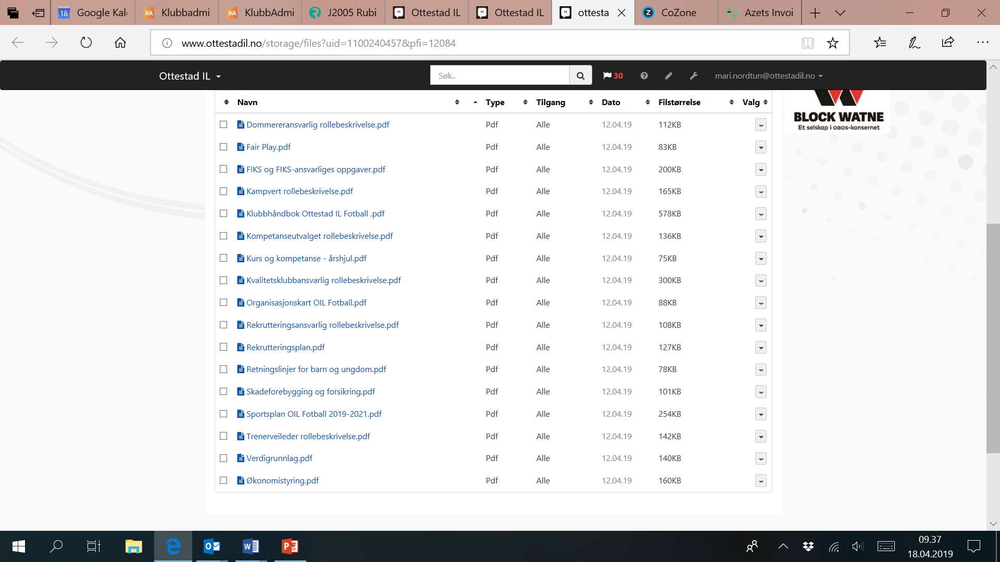 18 Google Kal
KA Klubbadmi
KA KlubbAdmi
J2005 Rubi
Ottestad IL
Ottestad IL
ottesta
Z CoZone
Azets Invoi
www.ottestadil.no/storage/files?uid=1100240457&pfi=12084
Ottestad IL
Søk..
30
mari.nordtun@ottestadil.no
Navn Type Tilgang Dato Filstørrelse Valg
Dommereransvarlig rollebeskrivelse.pdf Pdf Alle 12.04.19 112KB
Fair Play.pdf Pdf Alle 12.04.19 83KB
FIKS og FIKS-ansvarliges oppgaver.pdf Pdf Alle 12.04.19 200KB
Kampvert rollebeskrivelse.pdf Pdf Alle 12.04.19 165KB
Klubbhåndbok Ottestad IL Fotball .pdf Pdf Alle 12.04.19 578KB
Kompetanseutvalget rollebeskrivelse.pdf Pdf Alle 12.04.19 136KB
Kurs og kompetanse - årshjul.pdf Pdf Alle 12.04.19 75KB
Kvalitetsklubbansvarlig rollebeskrivelse.pdf Pdf Alle 12.04.19 300KB
Organisasjonskart OIL Fotball.pdf Pdf Alle 12.04.19 88KB
Rekrutteringsansvarlig rollebeskrivelse.pdf Pdf Alle 12.04.19 108KB
Rekrutteringsplan.pdf Pdf Alle 12.04.19 127KB
Retningslinjer for barn og ungdom.pdf Pdf Alle 12.04.19 78KB
Skadeforebygging og forsikring.pdf Pdf Alle 12.04.19 101KB
Sportsplan OIL Fotball 2019-2021.pdf Pdf Alle 12.04.19 254KB
Trenerveileder rollebeskrivelse.pdf Pdf Alle 12.04.19 142KB
Verdigrunnlag.pdf Pdf Alle 12.04.19 140KB
Økonomistyring.pdf Pdf Alle 12.04.19 160KB
BLOCK WATNE
Et selskap i OBOS-konsernet
09.37
18.04.2019